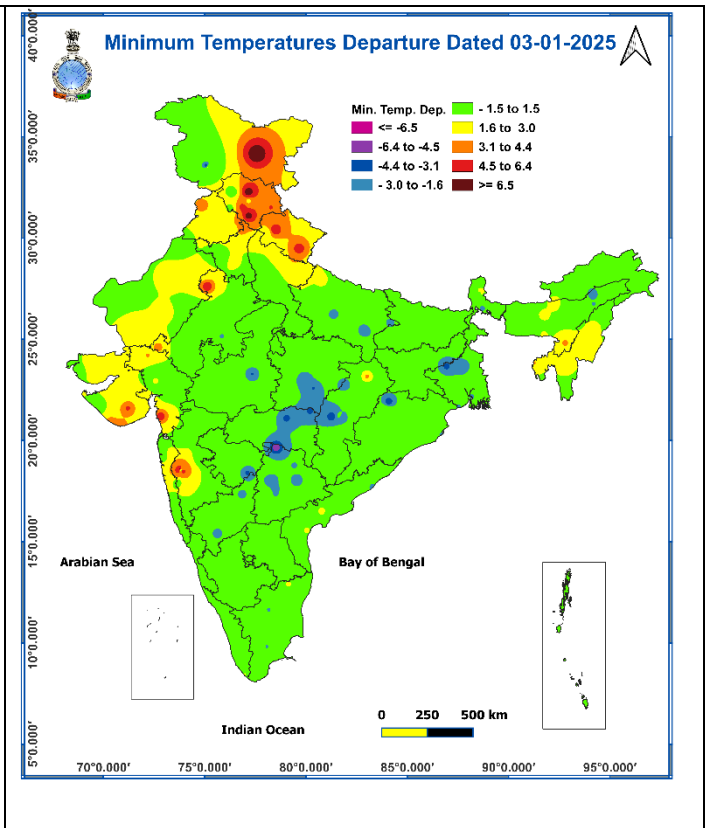 Minimum Temperatures Departure Dated 03-01-2025
Min. Temp. Dep.
<= -6.5
-6.4 to -4.5
-4.4 to -3.1
- 3.0 to -1.6
- 1.5 to 1.5
1.6 to 3.0
3.1 to 4.4
4.5 to 6.4
>= 6.5
40°0.000'
35°0.000'
30°0.000'
25°0.000'
20°0.000'
15°0.000'
10°0.000'
5°0.000'
Arabian Sea
Bay of Bengal
Indian Ocean
0 250 500 km
70°0.000' 75°0.000' 80°0.000' 85°0.000' 90°0.000' 95°0.000'